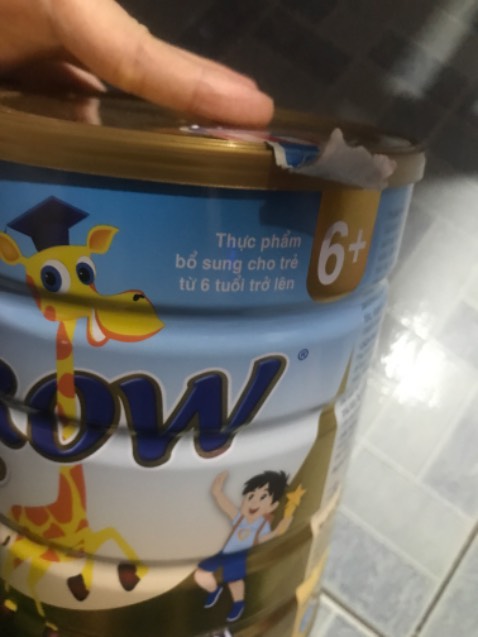 Thực phẩm
bổ sung cho trẻ
từ 6 tuổi trở lên
6+
row®